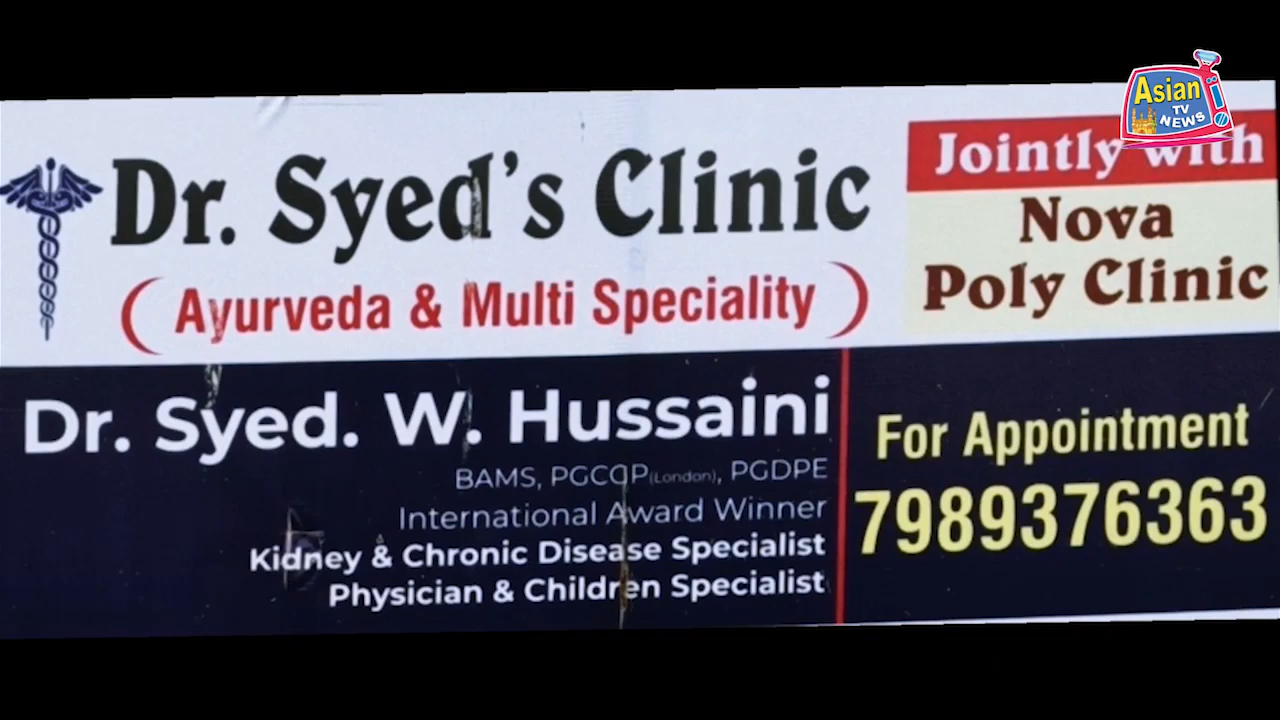 Asian
TV
NEWS
Dr. Syed's Clinic
( Ayurveda & Multi Speciality )
Jointly with
Nova
Poly Clinic
Dr. Syed. W. Hussaini
BAMS, PGCGP(London), PGDPE
International Award Winner
Kidney & Chronic Disease Specialist
Physician & Children Specialist
For Appointment
7989376363